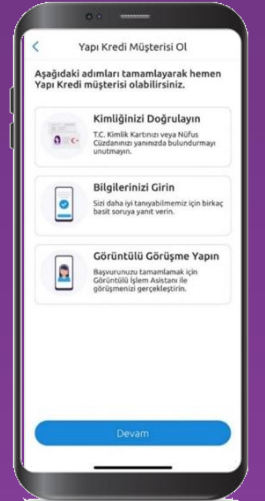 Yapı Kredi Müşterisi Ol
Aşağıdaki adımları tamamlayarak hemen
Yapı Kredi müşterisi olabilirsiniz.
Kimliğinizi Doğrulayın
T.C. Kimlik Kartınızı veya Nüfus
Cüzdanınızı yanınızda bulundurmayı
unutmayın.
Bilgilerinizi Girin
Sizi daha iyi tanıyabilmemiz için birkaç
basit soruya yanıt verin.
Görüntülü Görüşme Yapın
Başvurunuzu tamamlamak için
Görüntülü İşlem Asistanı ile
görüşmenizi gerçekleştirin.
Devam